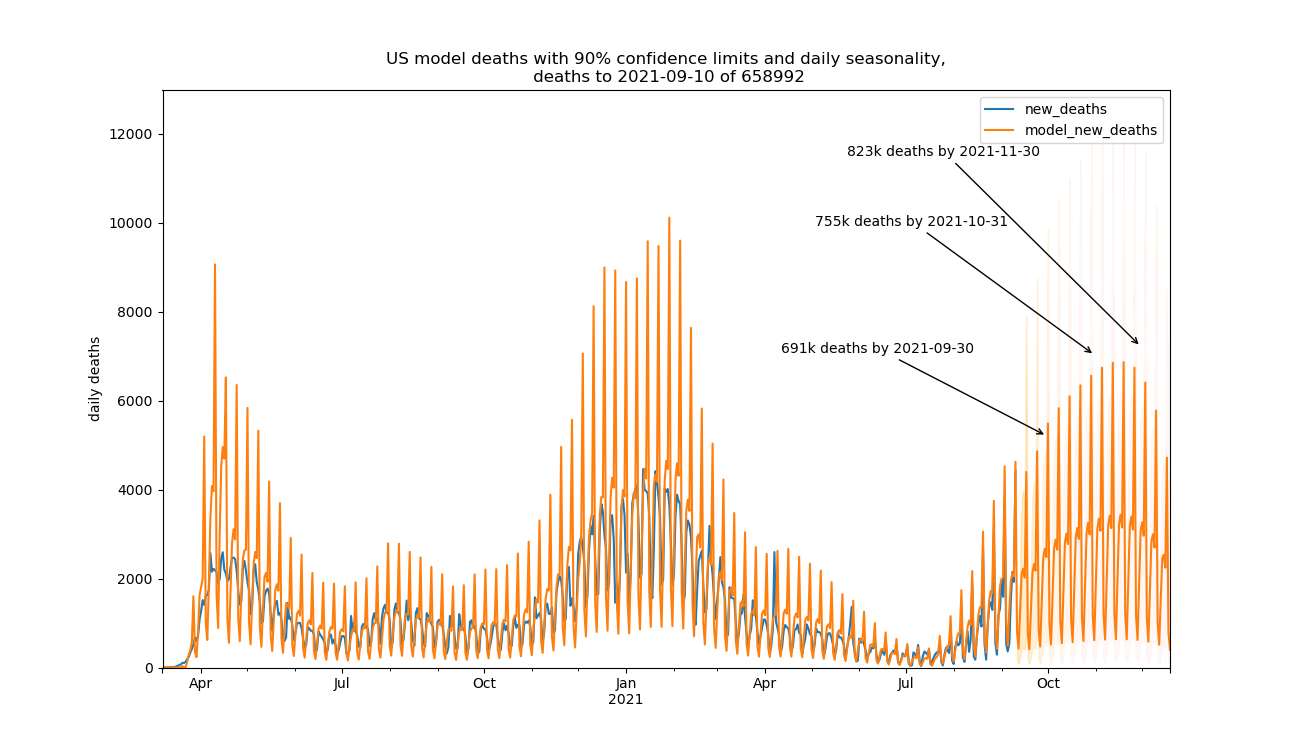 US model deaths with 90% confidence limits and daily seasonality,
deaths to 2021-09-10 of 658992
new_deaths
model_new_deaths
823k deaths by 2021-11-30
755k deaths by 2021-10-31
691k deaths by 2021-09-30
daily deaths
12000
10000
8000
6000
4000
2000
0
Apr
Jul
Oct
Jan
2021
Apr
Jul
Oct